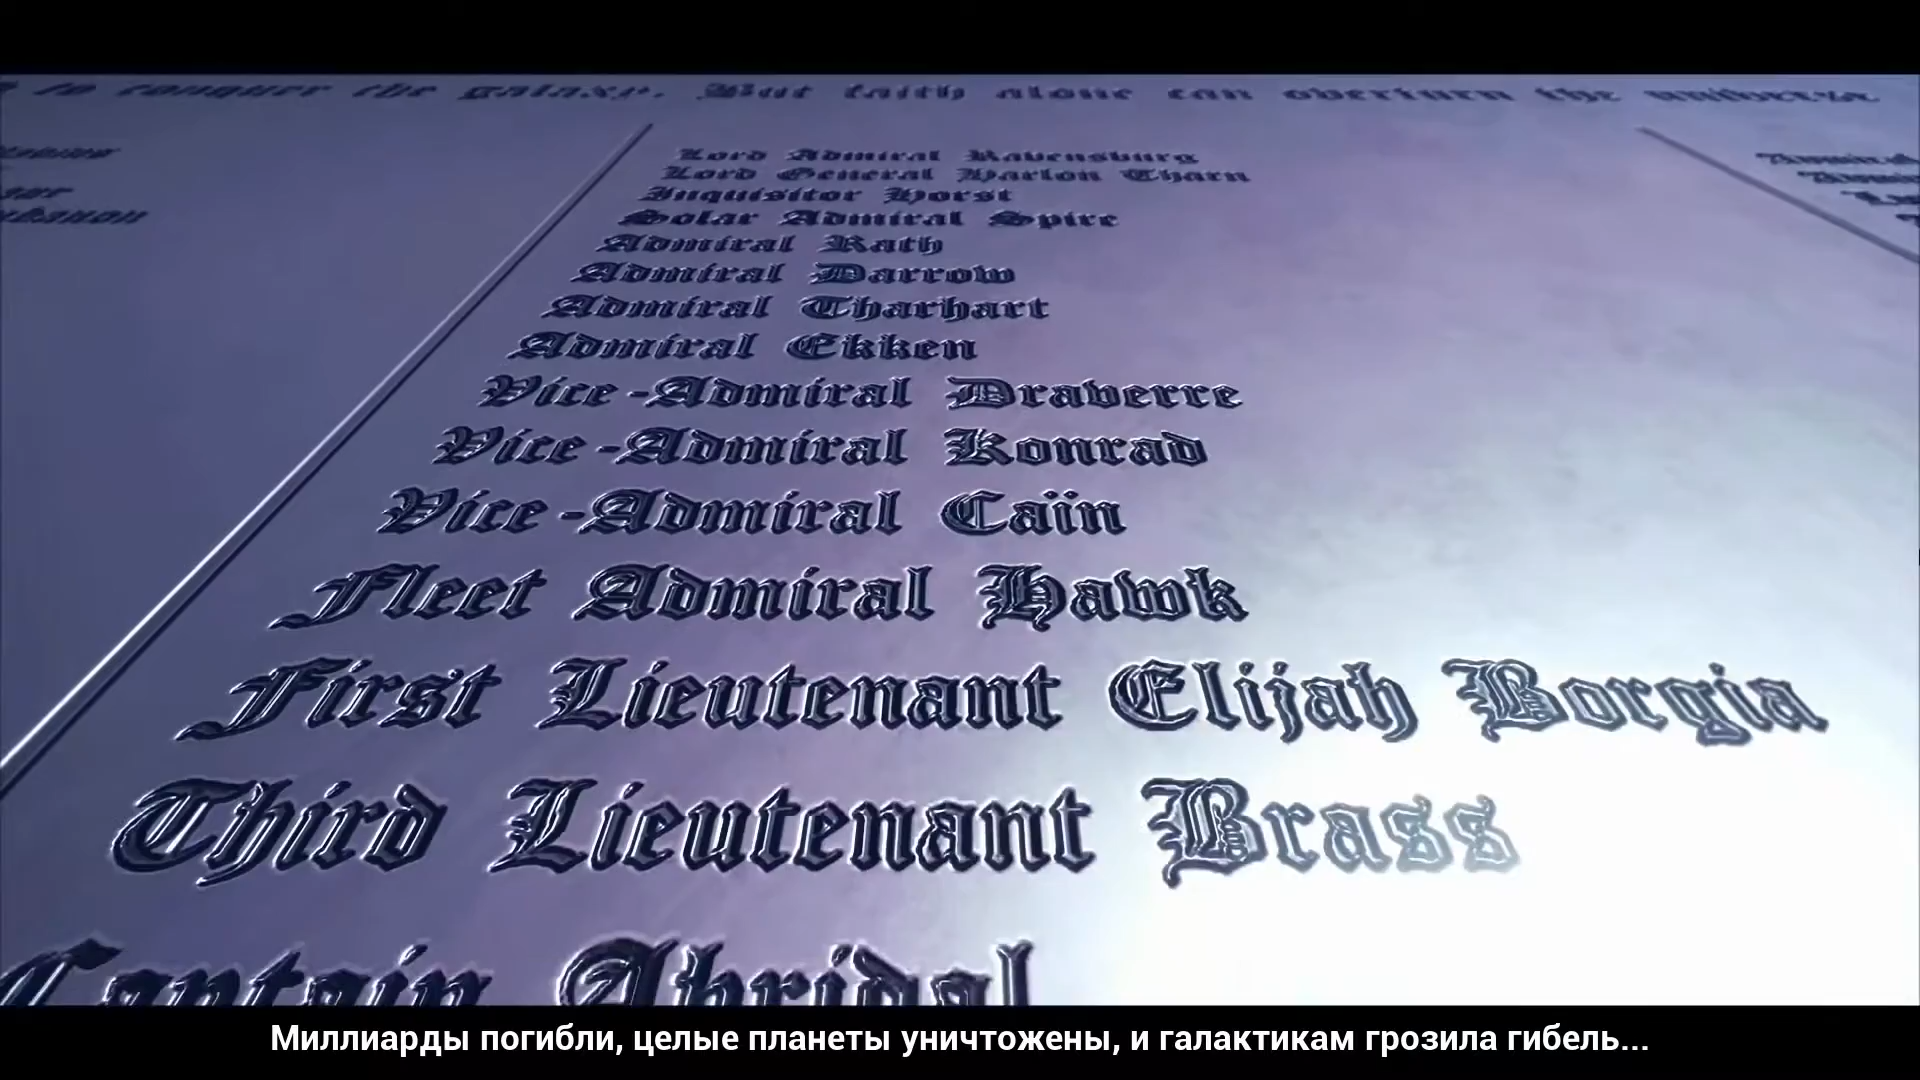 to conquer the galaxy. But faith alone can overturn the universe
Lord Admiral Ravensburg
Lord General Harlon Tharn
Inquisitor Horst
Solar Admiral Spire
Admiral Rath
Admiral Darrow
Admiral Tharhart
Admiral Ekken
Vice-Admiral Draverre
Vice-Admiral Konrad
Vice-Admiral Caïn
Fleet Admiral Hawk
First Lieutenant Elijah Borgia
Third Lieutenant Brass
Captain Abridal
Миллиарды погибли, целые планеты уничтожены, и галактикам грозила гибель...